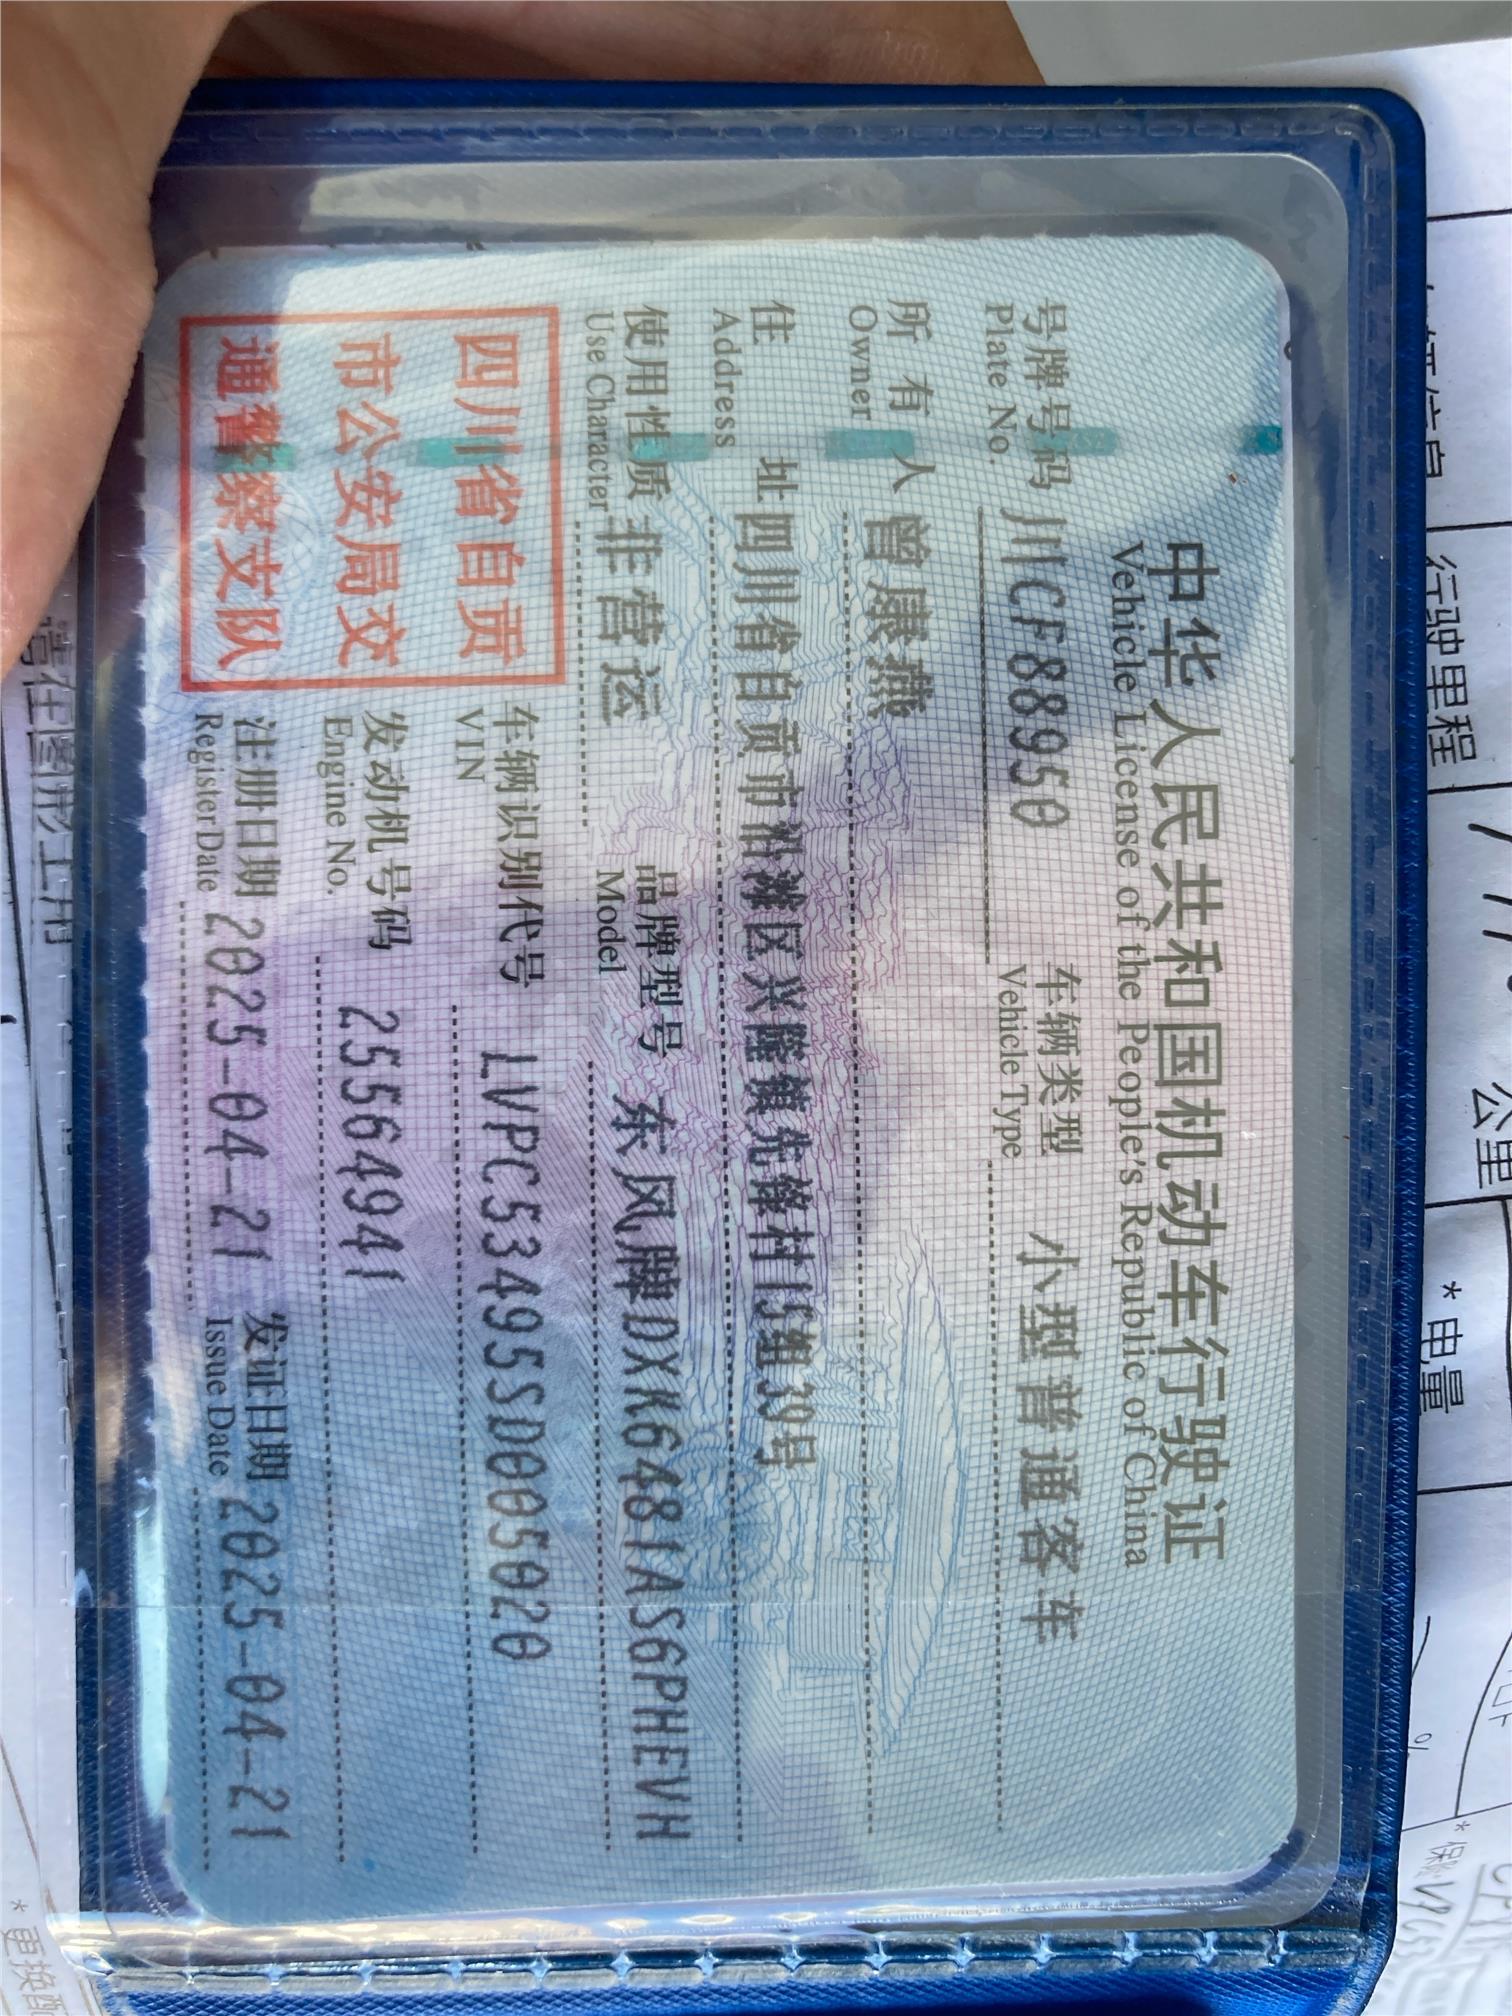 中华人民共和国机动车行驶证
Vehicle License of the People's Republic of China
号牌号码 川CF88950 车辆类型 小型普通客车
Plate No. Vehicle Type
所有人 曾康燕
Owner
住址 四川省自贡市沿滩区兴隆镇先锋村15组39号
Address
使用性质 非营运 品牌型号 东风牌DXK6481AS6PHEVH
Use Character Model
四川省自贡
市公安局交
通警察支队
车辆识别代号 LVPC53495SD005020
VIN
发动机号码 25564941
Engine No.
注册日期 2025-04-21 发证日期 2025-04-21
Register Date Issue Date
行驶里程
公里
*电量
%
*更换